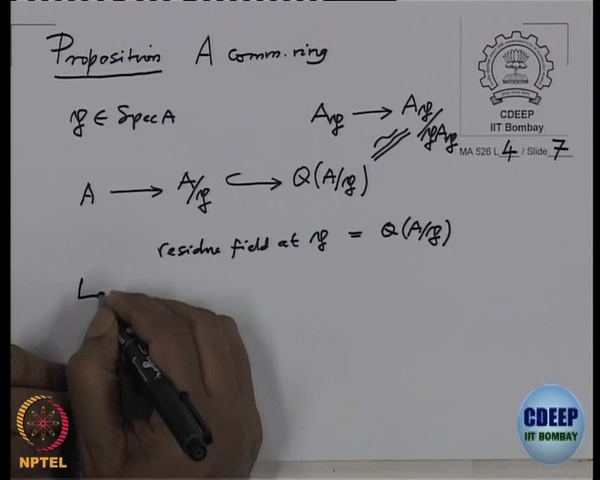 Proposition A comm. ring
𝔭 ∈ Spec A
A𝔭 → A𝔭/𝔭A𝔭
A → A/𝔭 ↪ Q(A/𝔭)
residue field at 𝔭 = Q(A/𝔭)
L
CDEEP
IIT Bombay
MA 526 L 4 / Slide 7
NPTEL
CDEEP
IIT BOMBAY